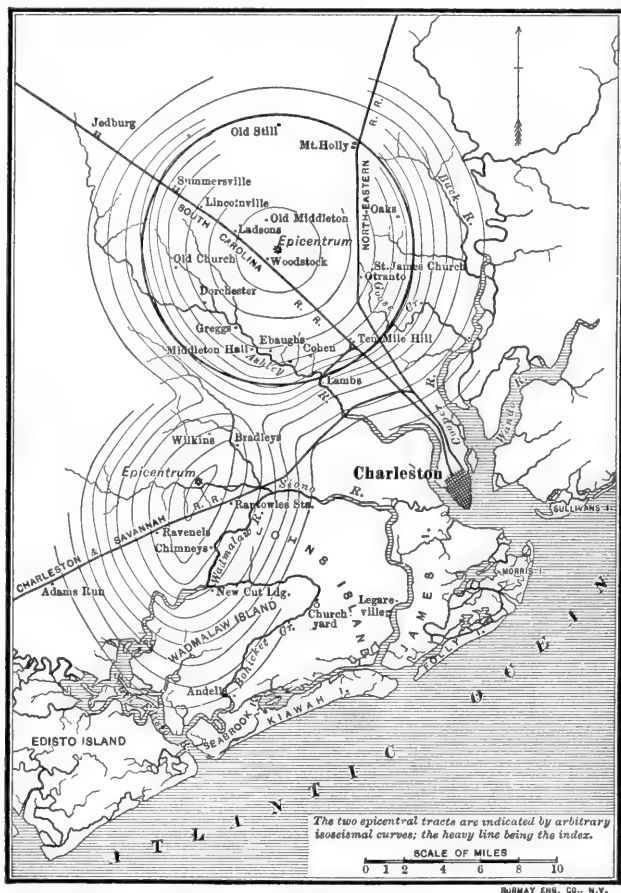 Jedburg
Old Still
Mt. Holly
R. R.
Back R.
Summersville
Lincolnville
Old Middleton
Oaks
NORTH-EASTERN
Ladsons
SOUTH CAROLINA
R. R.
Epicentrum
Old Church
Woodstock
St. James Church
Otranto
Goose Cr.
Dorchester
Greggs
Ebaughs
Ten Mile Hill
Middleton Hall
Cohen
Ashley
R.
Lambs
Cooper
R.
Wando R.
Wilkins
Bradleys
Epicentrum
Charleston
Stono
R.
R. R.
Rantowles Sta.
SULLIVANS I.
Ravenels
Chimneys
CHARLESTON & SAVANNAH
Wadmalaw R.
JOHNS ISLAND
JAMES I.
MORRIS I.
Adams Run
New Cut Ldg.
Church
yard
Legare-
ville
WADMALAW ISLAND
Bohicket Cr.
FOLLY I.
Andells
KIAWAH I.
SEABROOK I.
EDISTO ISLAND
ATLANTIC OCEAN
The two epicentral tracts are indicated by arbitrary
isoseismal curves; the heavy line being the index.
SCALE OF MILES
0 1 2 4 6 8 10
BORMAY ENG. CO., N.Y.